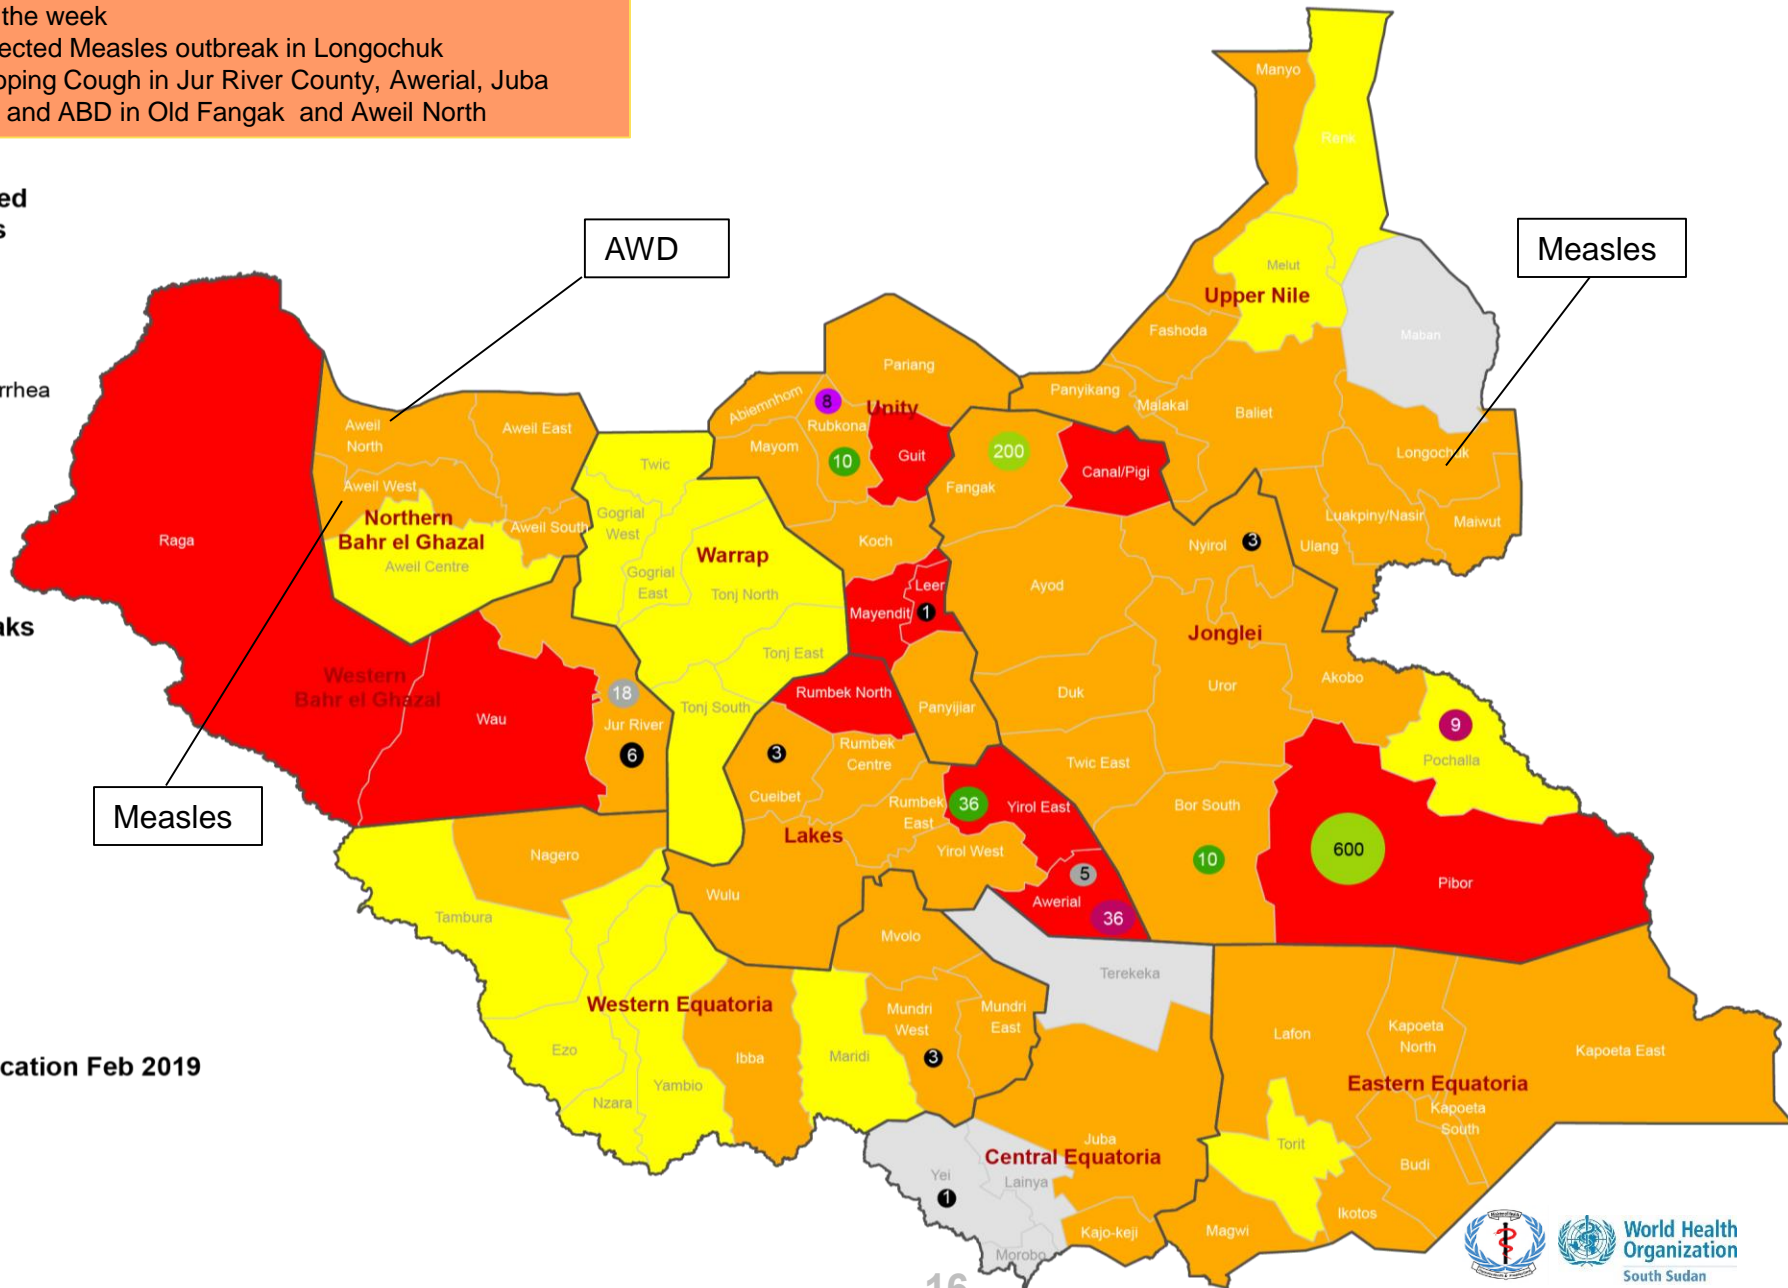 the week
ected Measles outbreak in Longochuk
pping Cough in Jur River County, Awerial, Juba
and ABD in Old Fangak and Aweil North
ed
s
rrhea
aks
cation Feb 2019
AWD
Measles
Measles
Manyo
Renk
Melut
Upper Nile
Maban
Fashoda
Panyikang
Malakal
Baliet
Longochuk
Luakpiny/Nasir
Maiwut
Ulang
Pariang
Abiemnhom
8
Unity
Rubkona
Mayom
10
Guit
Koch
Leer
Mayendit
1
Panyijiar
200
Fangak
Canal/Pigi
Nyirol
3
Ayod
Jonglei
Akobo
Duk
Uror
9
Pochalla
Twic East
Bor South
10
600
Pibor
Raga
Aweil
North
Aweil East
Aweil West
Northern
Bahr el Ghazal
Aweil South
Aweil Centre
Western
Bahr el Ghazal
Wau
18
Jur River
6
Twic
Gogrial
West
Warrap
Gogrial
East
Tonj North
Tonj East
Tonj South
Rumbek North
3
Rumbek
Centre
Cueibet
Rumbek
East
36
Yirol East
Lakes
Yirol West
5
Awerial
36
Wulu
Nagero
Tambura
Western Equatoria
Ezo
Yambio
Nzara
Ibba
Maridi
Mvolo
Mundri
West
3
Mundri
East
Terekeka
Juba
Central Equatoria
Yei
1
Lainya
Morobo
Kajo-keji
Lafon
Kapoeta
North
Kapoeta East
Eastern Equatoria
Kapoeta
South
Torit
Budi
Ikotos
Magwi
16
World Health
Organization
South Sudan